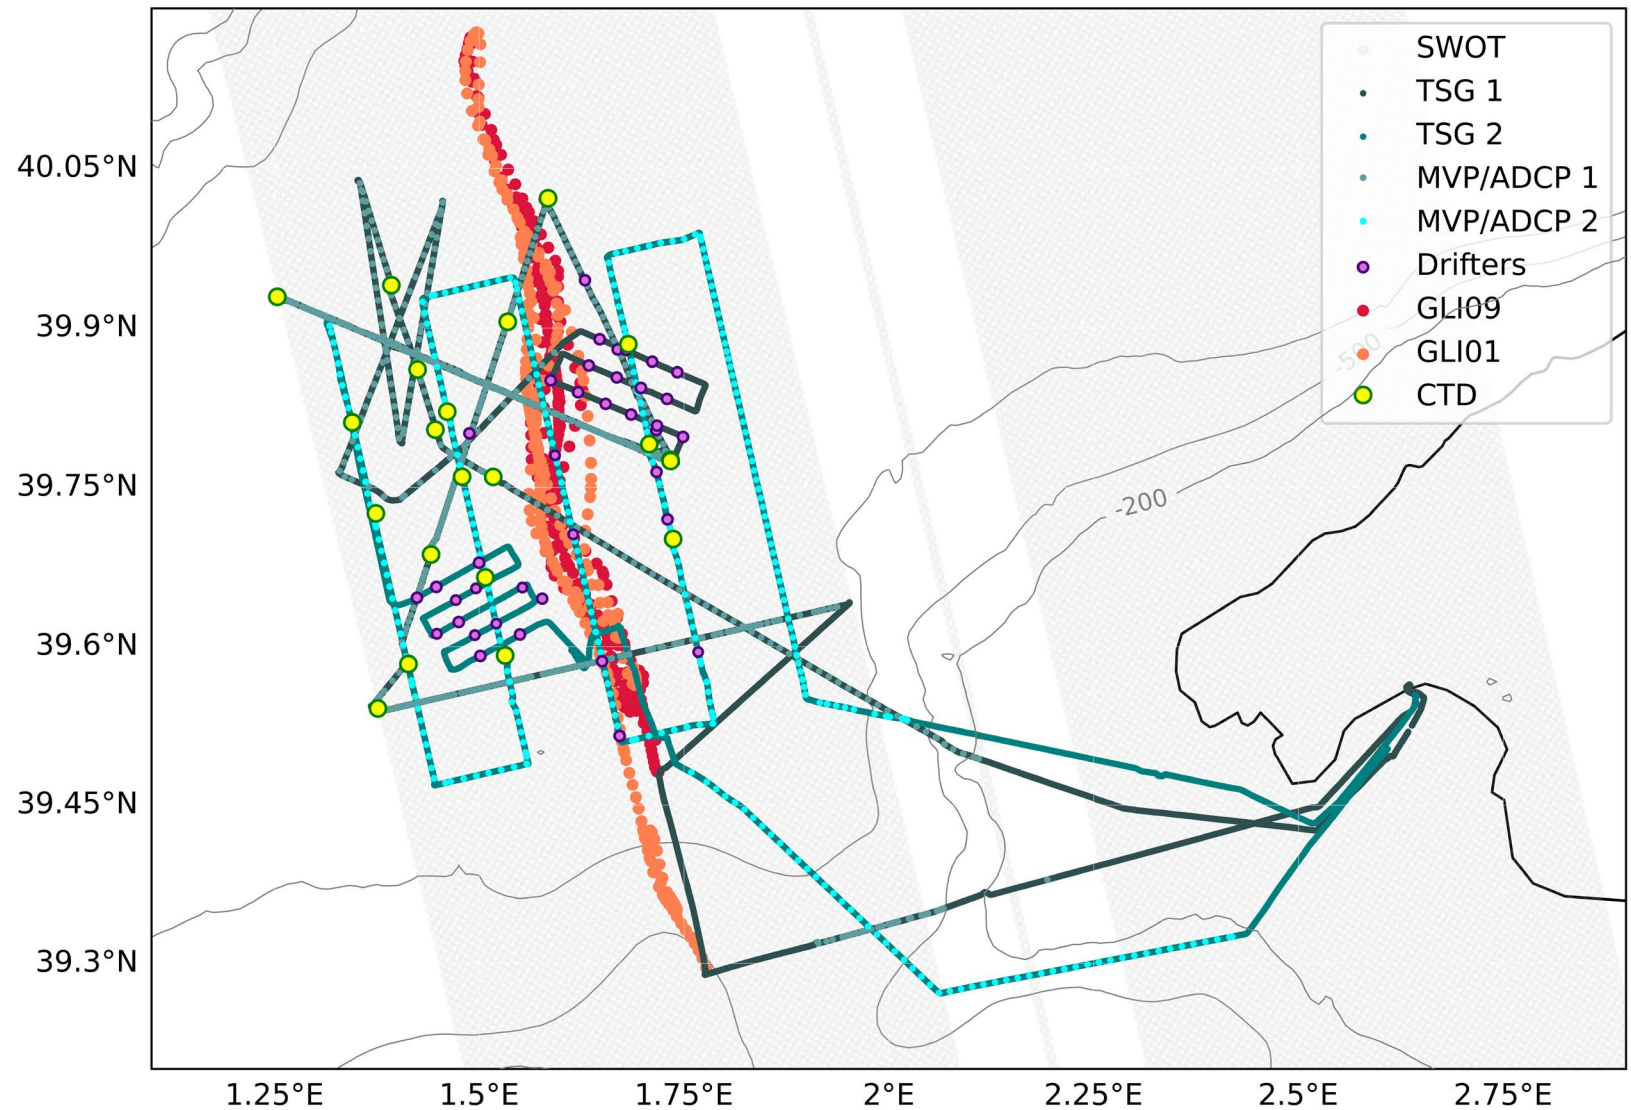 SWOT
TSG 1
TSG 2
MVP/ADCP 1
MVP/ADCP 2
Drifters
GLI09
GLI01
CTD
40.05°N
39.9°N
39.75°N
39.6°N
39.45°N
39.3°N
-500
-200
1.25°E 1.5°E 1.75°E 2°E 2.25°E 2.5°E 2.75°E